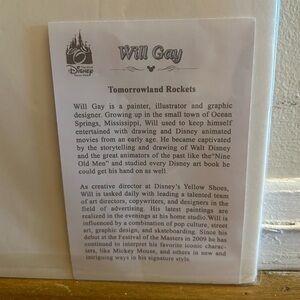 Disney
Will Gay
Tomorrowland Rockets
Will Gay is a painter, illustrator and graphic
designer. Growing up in the small town of Ocean
Springs, Mississippi, Will used to keep himself
entertained with drawing and Disney animated
movies from an early age. He became captivated
by the storytelling and drawing of Walt Disney
and the great animators of the past like the"Nine
Old Men" and studied every Disney art book he
could get his hand on as well.
As creative director at Disney's Yellow Shoes,
Will is tasked daily with leading a talented team
of art directors, copywriters, and designers in the
field of advertising. His latest paintings are
realized in the evenings at his home studio. Will is
influenced by a combination of pop culture, street
art, graphic design, and skateboarding. Since his
debut at the Festival of the Masters in 2009 he has
continued to interpret his favorite iconic charac-
ters, like Mickey Mouse, and others in new and
intriguing ways in his signature style.